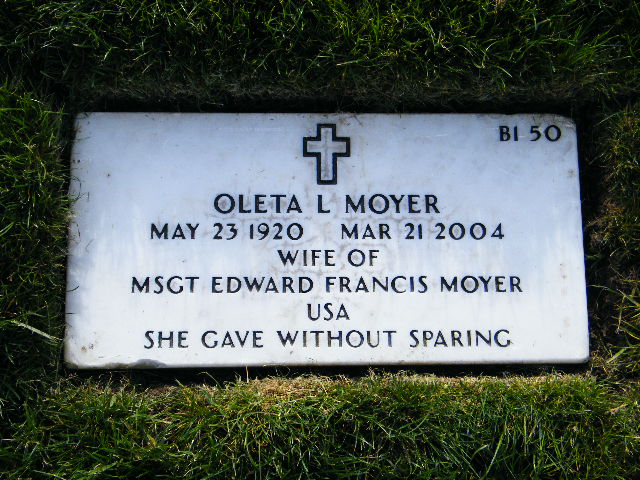 B1 50
OLETA L MOYER
MAY 23 1920 MAR 21 2004
WIFE OF
MSGT EDWARD FRANCIS MOYER
USA
SHE GAVE WITHOUT SPARING